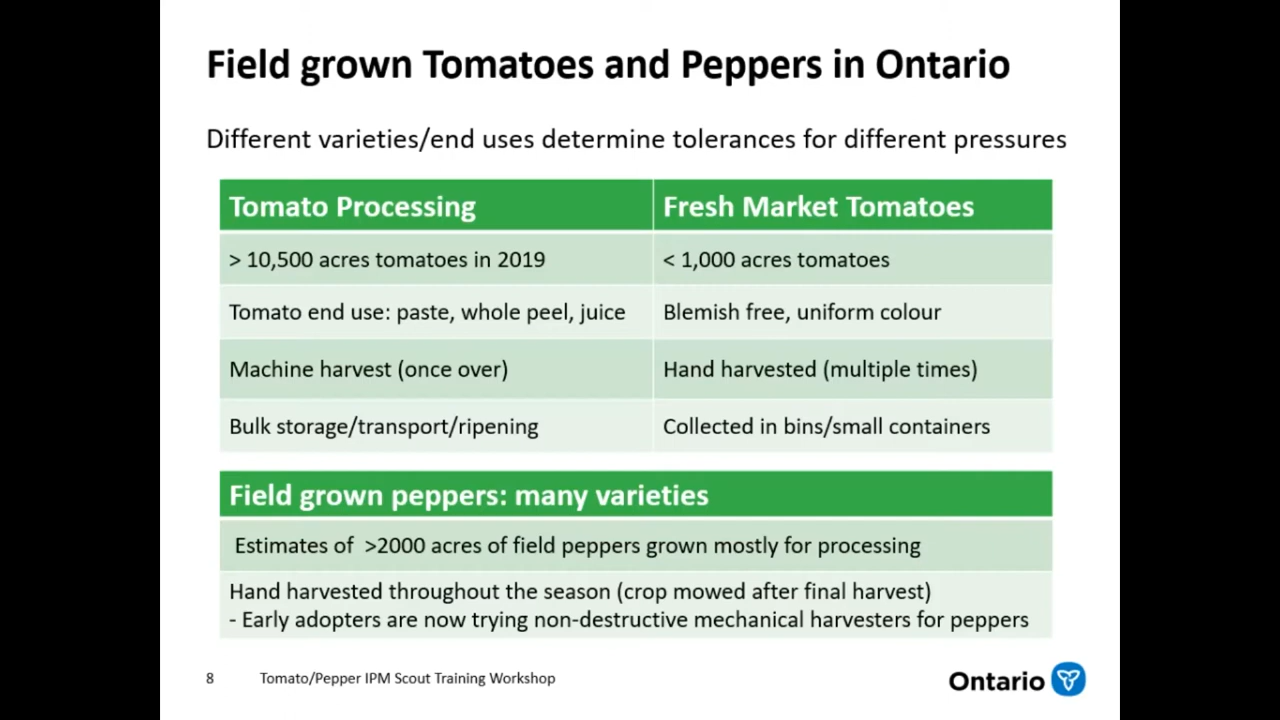 Field grown Tomatoes and Peppers in Ontario
Different varieties/end uses determine tolerances for different pressures
Tomato Processing
Fresh Market Tomatoes
> 10,500 acres tomatoes in 2019
< 1,000 acres tomatoes
Tomato end use: paste, whole peel, juice
Blemish free, uniform colour
Machine harvest (once over)
Hand harvested (multiple times)
Bulk storage/transport/ripening
Collected in bins/small containers
Field grown peppers: many varieties
Estimates of >2000 acres of field peppers grown mostly for processing
Hand harvested throughout the season (crop mowed after final harvest)
- Early adopters are now trying non-destructive mechanical harvesters for peppers
8
Tomato/Pepper IPM Scout Training Workshop
Ontario